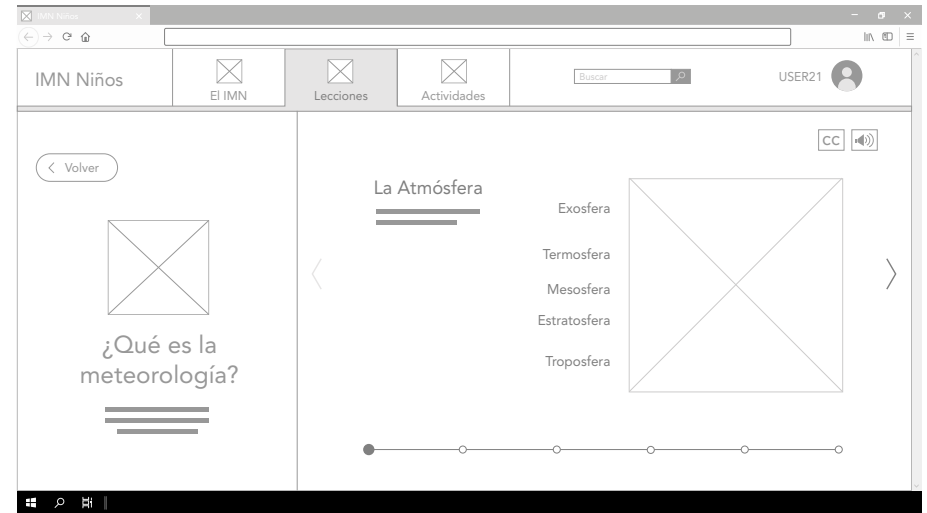 IMN Niños
IMN Niños
El IMN
Lecciones
Actividades
Buscar
USER21
CC
Volver
¿Qué es la
meteorología?
La Atmósfera
Exosfera
Termosfera
Mesosfera
Estratosfera
Troposfera